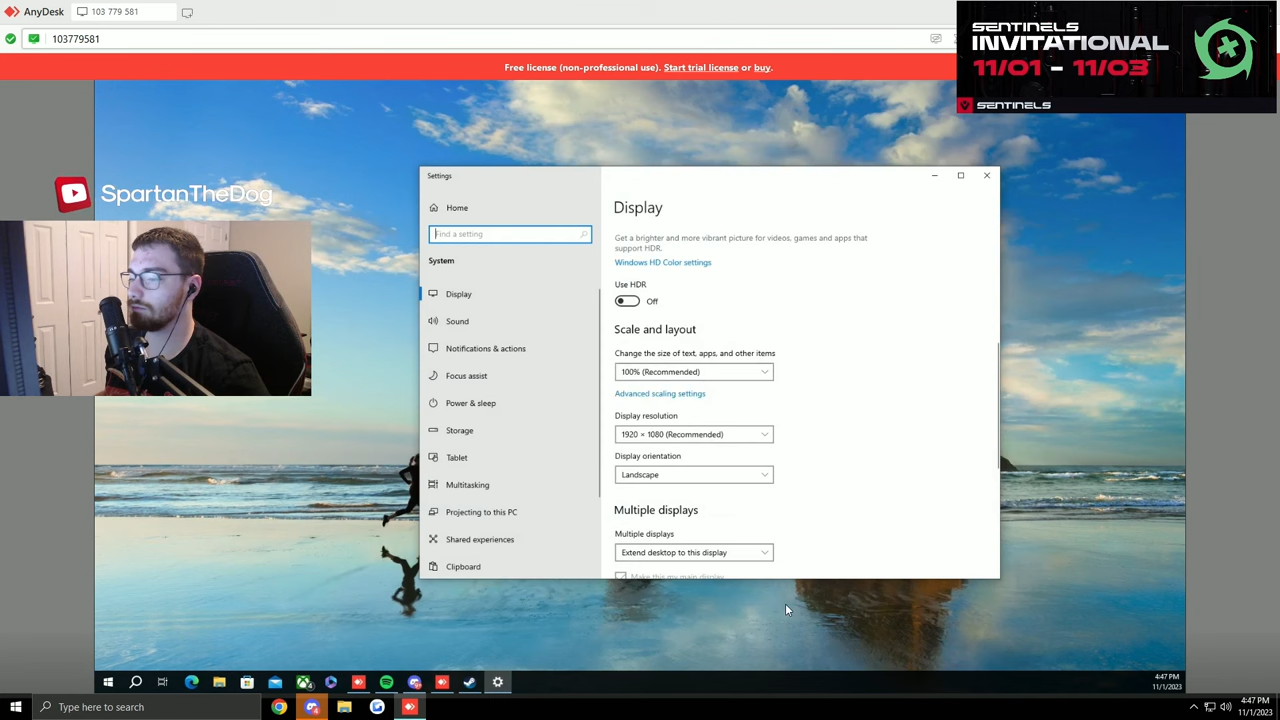 AnyDesk
103 779 581
103779581
SENTINELS
INVITATIONAL
11/01 - 11/03
SENTINELS
Free license (non-professional use). Start trial license or buy.
SpartanTheDog
Settings
Home
Find a setting
System
Display
Sound
Notifications & actions
Focus assist
Power & sleep
Storage
Tablet
Multitasking
Projecting to this PC
Shared experiences
Clipboard
Display
Get a brighter and more vibrant picture for videos, games and apps that
support HDR.
Windows HD Color settings
Use HDR
Off
Scale and layout
Change the size of text, apps, and other items
100% (Recommended)
Advanced scaling settings
Display resolution
1920 × 1080 (Recommended)
Display orientation
Landscape
Multiple displays
Multiple displays
Extend desktop to this display
Make this my main display
4:47 PM
11/1/2023
Type here to search
4:47 PM
11/1/2023